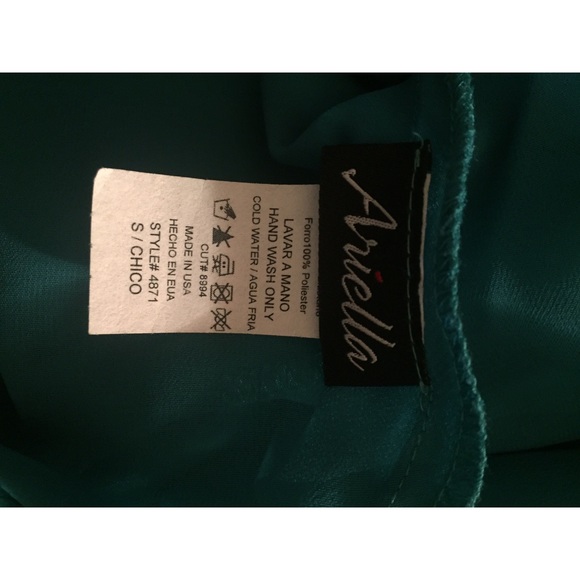 Ariella
Forro100% Poliester
LAVAR A MANO
HAND WASH ONLY
COLD WATER / AGUA FRIA
CUT# 8994
MADE IN USA
HECHO EN EUA
STYLE# 4871
S / CHICO